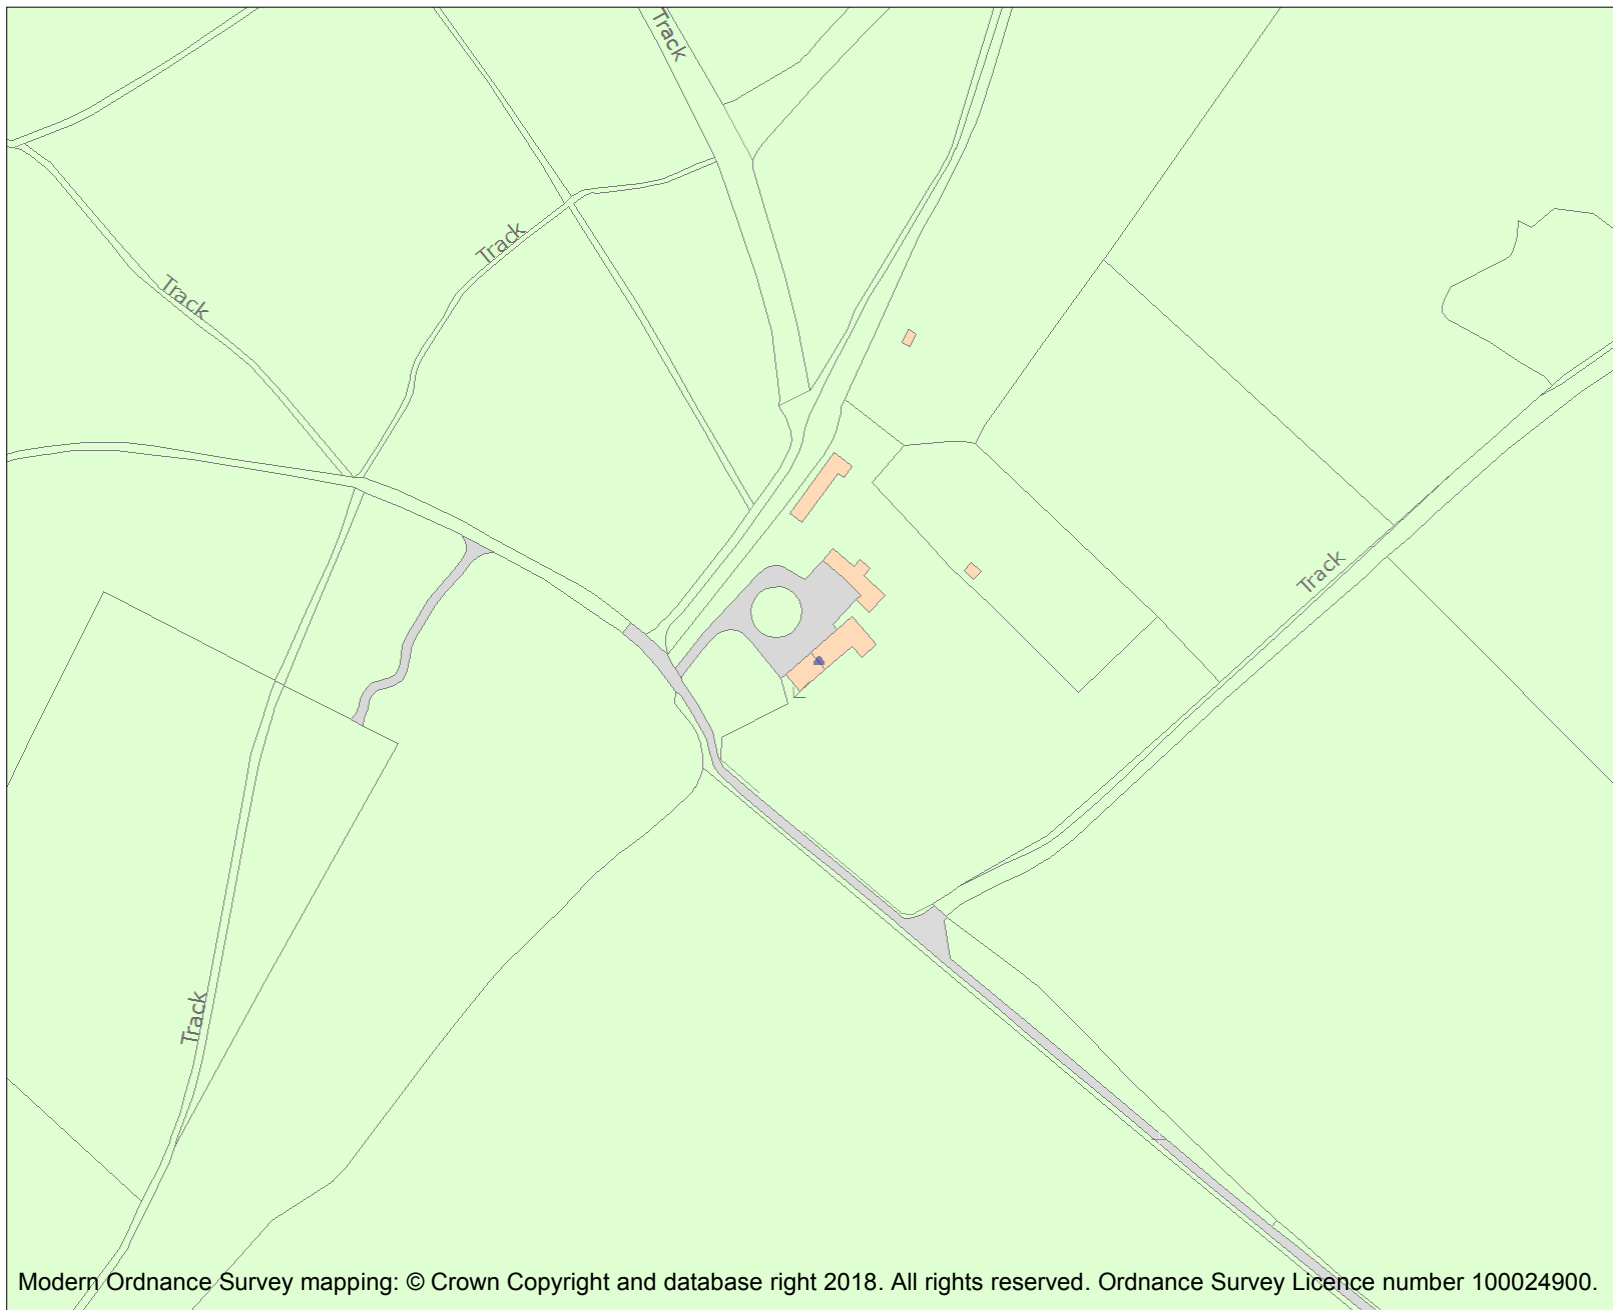 Track
Track
Track
Track
Track
Modern Ordnance Survey mapping: © Crown Copyright and database right 2018. All rights reserved. Ordnance Survey Licence number 100024900.